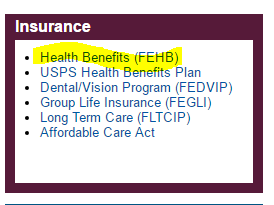 Insurance
Health Benefits (FEHB)
USPS Health Benefits Plan
Dental/Vision Program (FEDVIP)
Group Life Insurance (FEGLI)
Long Term Care (FLTCIP)
Affordable Care Act